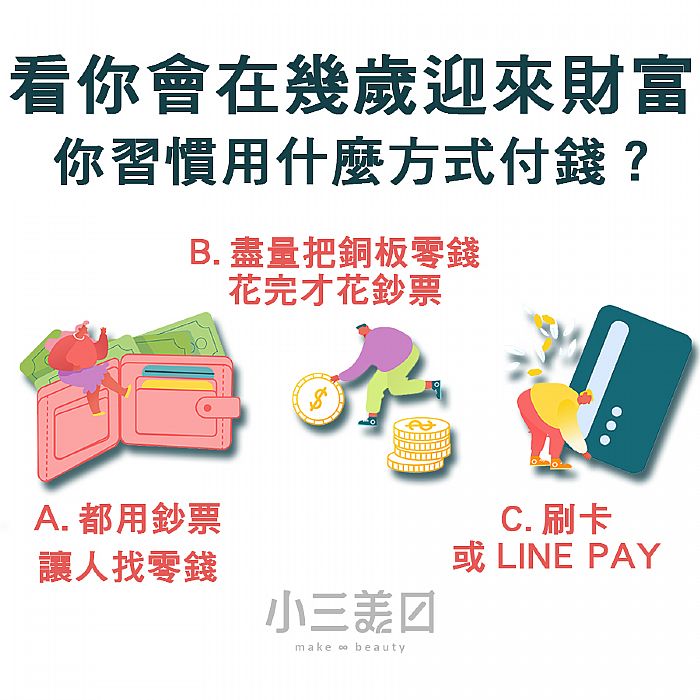 看你會在幾歲迎來財富
你習慣用什麼方式付錢？
B. 盡量把銅板零錢
花完才花鈔票
A. 都用鈔票
讓人找零錢
C. 刷卡
或 LINE PAY
小三美日
make ∞ beauty